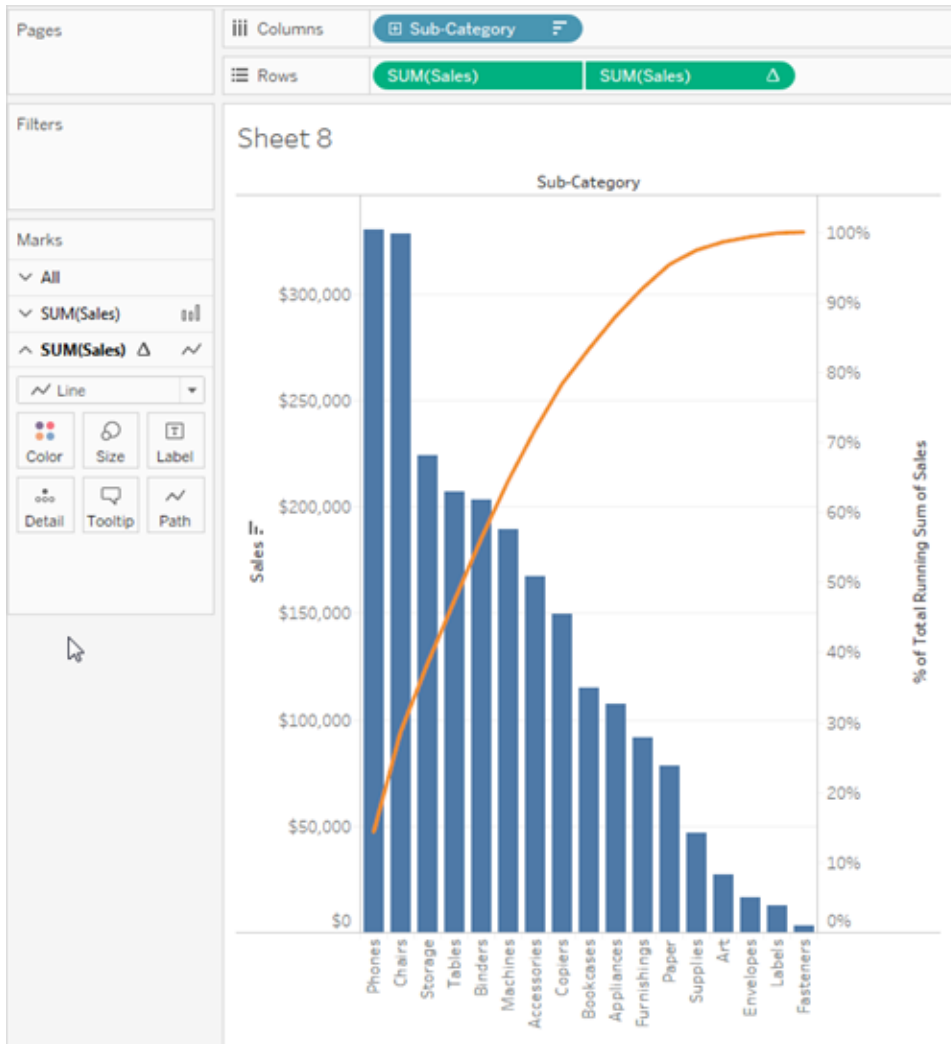 Pages
Columns
Sub-Category
Rows
SUM(Sales)
SUM(Sales) Δ
Filters
Marks
All
SUM(Sales)
SUM(Sales) Δ
Line
Color
Size
Label
Detail
Tooltip
Path
Sheet 8
Sub-Category
Sales
$300,000
$250,000
$200,000
$150,000
$100,000
$50,000
$0
100%
90%
80%
70%
60%
50%
40%
30%
20%
10%
0%
% of Total Running Sum of Sales
Phones
Chairs
Storage
Tables
Binders
Machines
Accessories
Copiers
Bookcases
Appliances
Furnishings
Paper
Supplies
Art
Envelopes
Labels
Fasteners